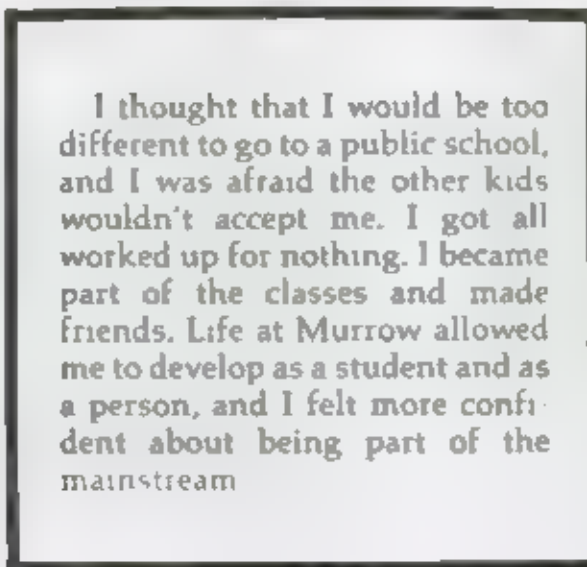 I thought that I would be too
different to go to a public school,
and I was afraid the other kids
wouldn't accept me. I got all
worked up for nothing. I became
part of the classes and made
friends. Life at Murrow allowed
me to develop as a student and as
a person, and I felt more confi-
dent about being part of the
mainstream